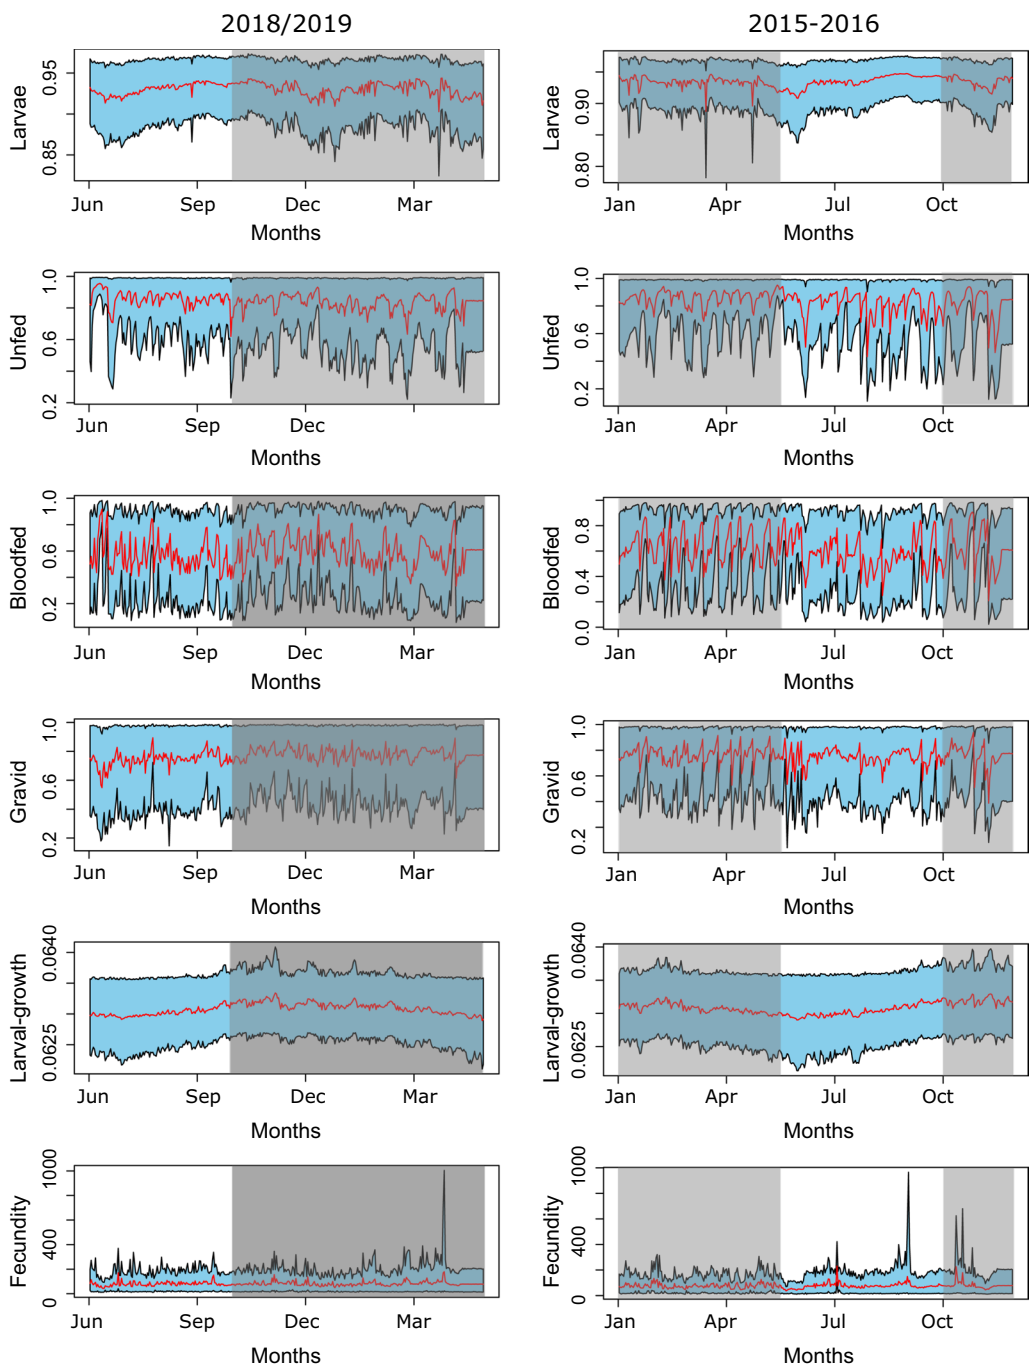 2018/2019
2015-2016
Larvae
0.95
0.85
Jun Sep Dec Mar
Months
Larvae
0.90
0.80
Jan Apr Jul Oct
Months
Unfed
1.0
0.6
0.2
Jun Sep Dec
Months
Unfed
1.0
0.6
0.2
Jan Apr Jul Oct
Months
Bloodfed
1.0
0.6
0.2
Jun Sep Dec Mar
Months
Bloodfed
0.8
0.4
0.0
Jan Apr Jul Oct
Months
Gravid
1.0
0.6
0.2
Jun Sep Dec Mar
Months
Gravid
1.0
0.6
0.2
Jan Apr Jul Oct
Months
Larval-growth
0.0640
0.0625
Jun Sep Dec Mar
Months
Larval-growth
0.0640
0.0625
Jan Apr Jul Oct
Months
Fecundity
1000
400
0
Jun Sep Dec Mar
Months
Fecundity
1000
400
0
Jan Apr Jul Oct
Months